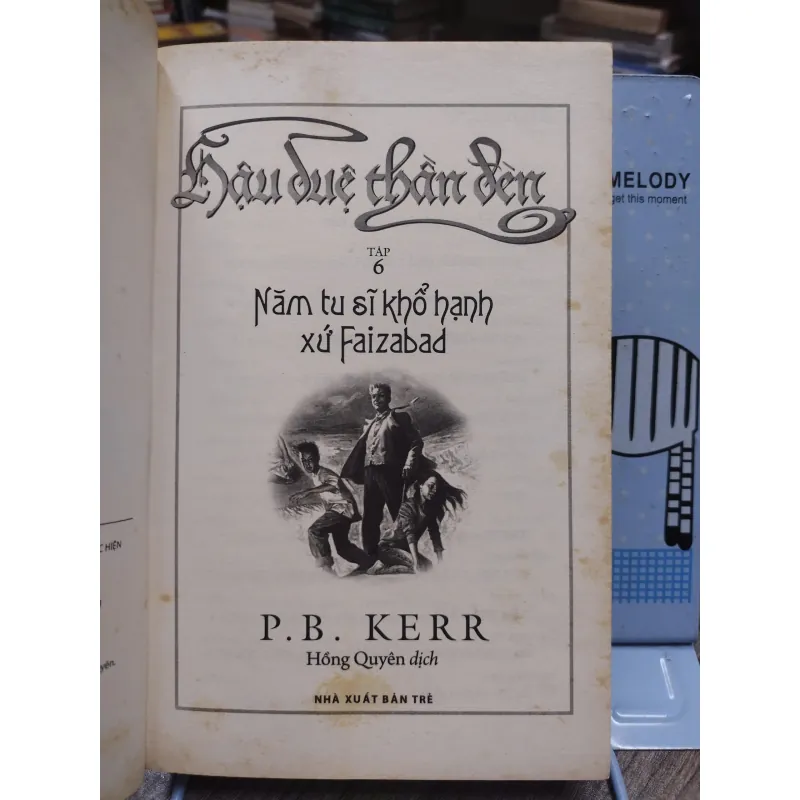 Hậu duệ thần đèn
TẬP
6
Năm tu sĩ khổ hạnh
xứ Faizabad
P.B. KERR
Hồng Quyên dịch
NHÀ XUẤT BẢN TRẺ
MELODY
get this moment
HIỆN